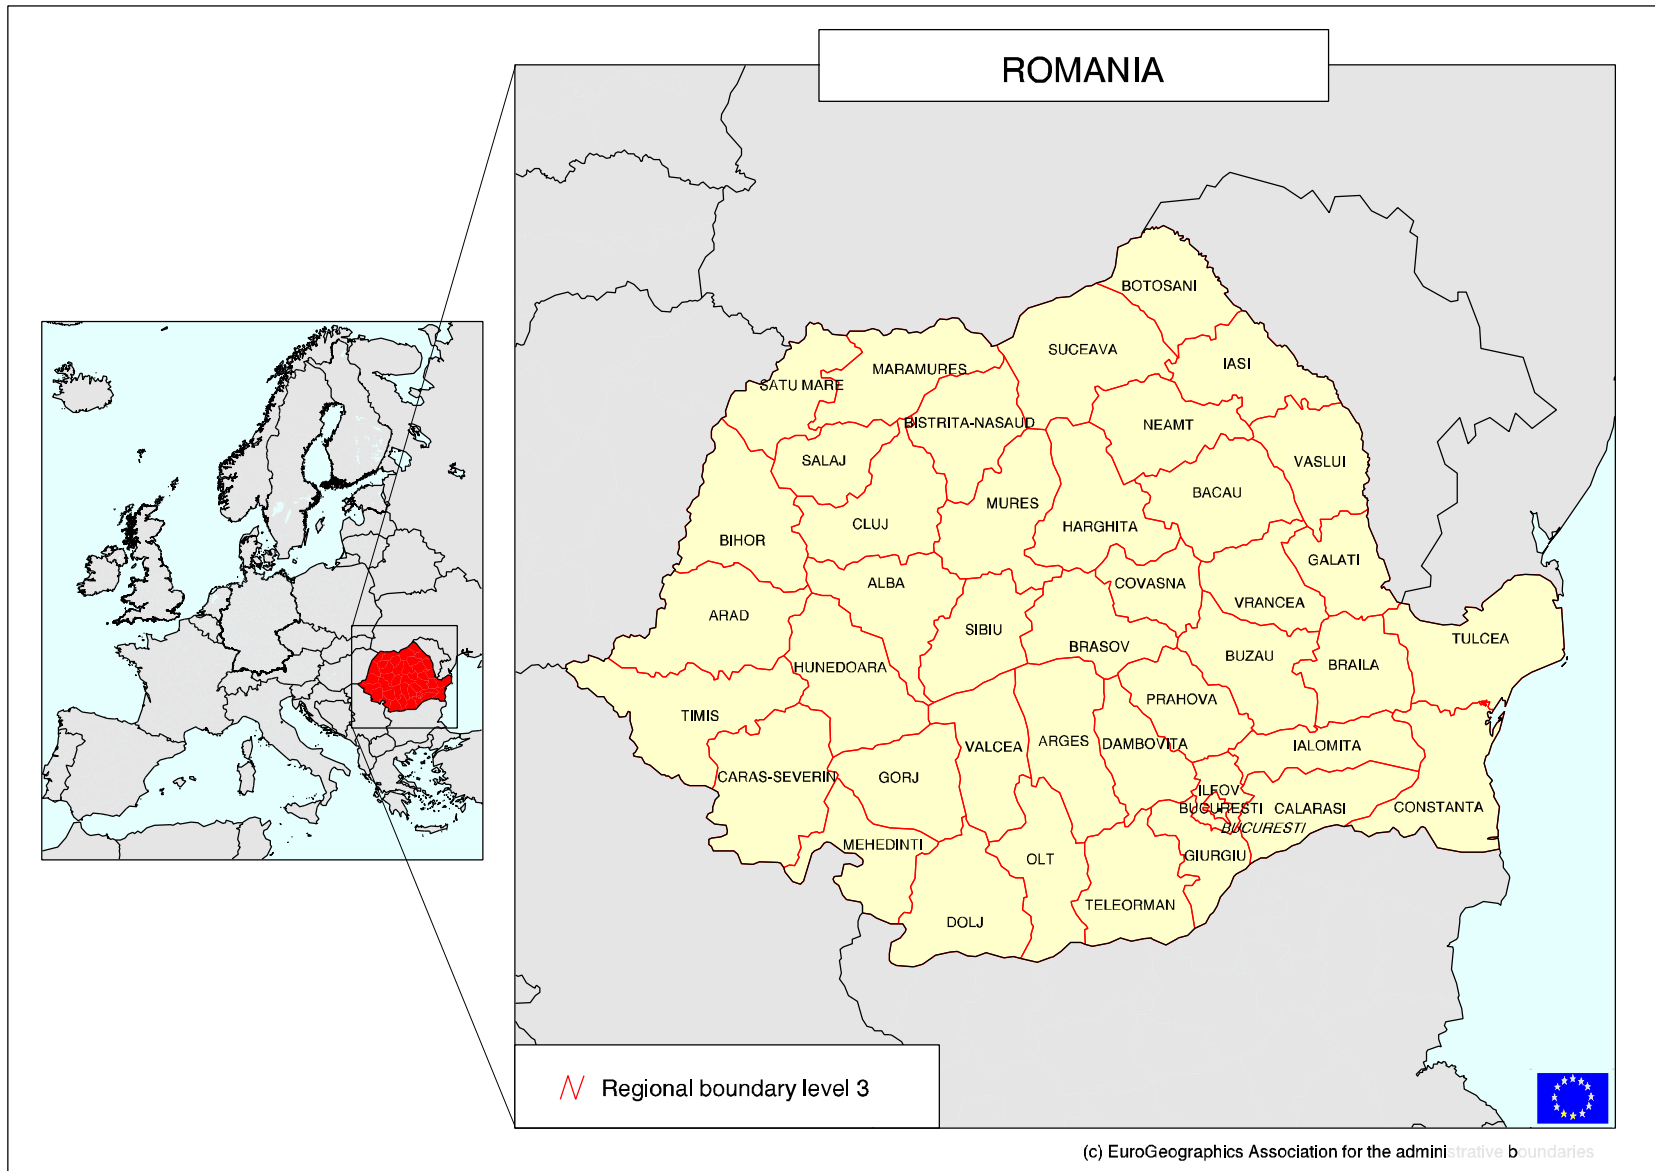 ROMANIA
BOTOSANI
SUCEAVA
IASI
MARAMURES
SATU MARE
BISTRITA-NASAUD
NEAMT
SALAJ
VASLUI
BACAU
MURES
CLUJ
HARGHITA
BIHOR
GALATI
ALBA
COVASNA
VRANCEA
ARAD
SIBIU
TULCEA
BRASOV
BUZAU
BRAILA
HUNEDOARA
PRAHOVA
TIMIS
VALCEA
ARGES
DAMBOVITA
IALOMITA
CARAS-SEVERIN
GORJ
ILFOV
BUCURESTI
CALARASI
CONSTANTA
BUCURESTI
MEHEDINTI
OLT
GIURGIU
TELEORMAN
DOLJ
Regional boundary level 3
(c) EuroGeographics Association for the administrative boundaries